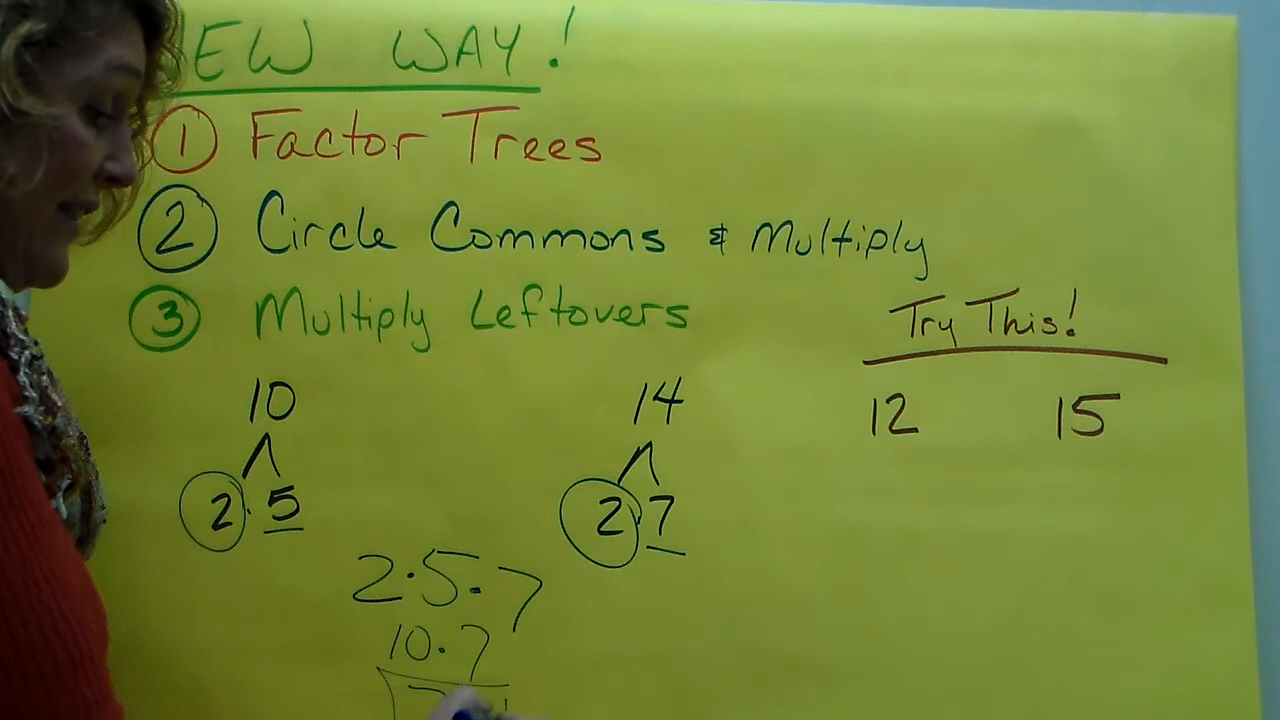 EW WAY!
1 Factor Trees
2 Circle Commons & Multiply
3 Multiply Leftovers
Try This!
10 14
12 15
2 · 5 2 · 7
2·5·7
10·7